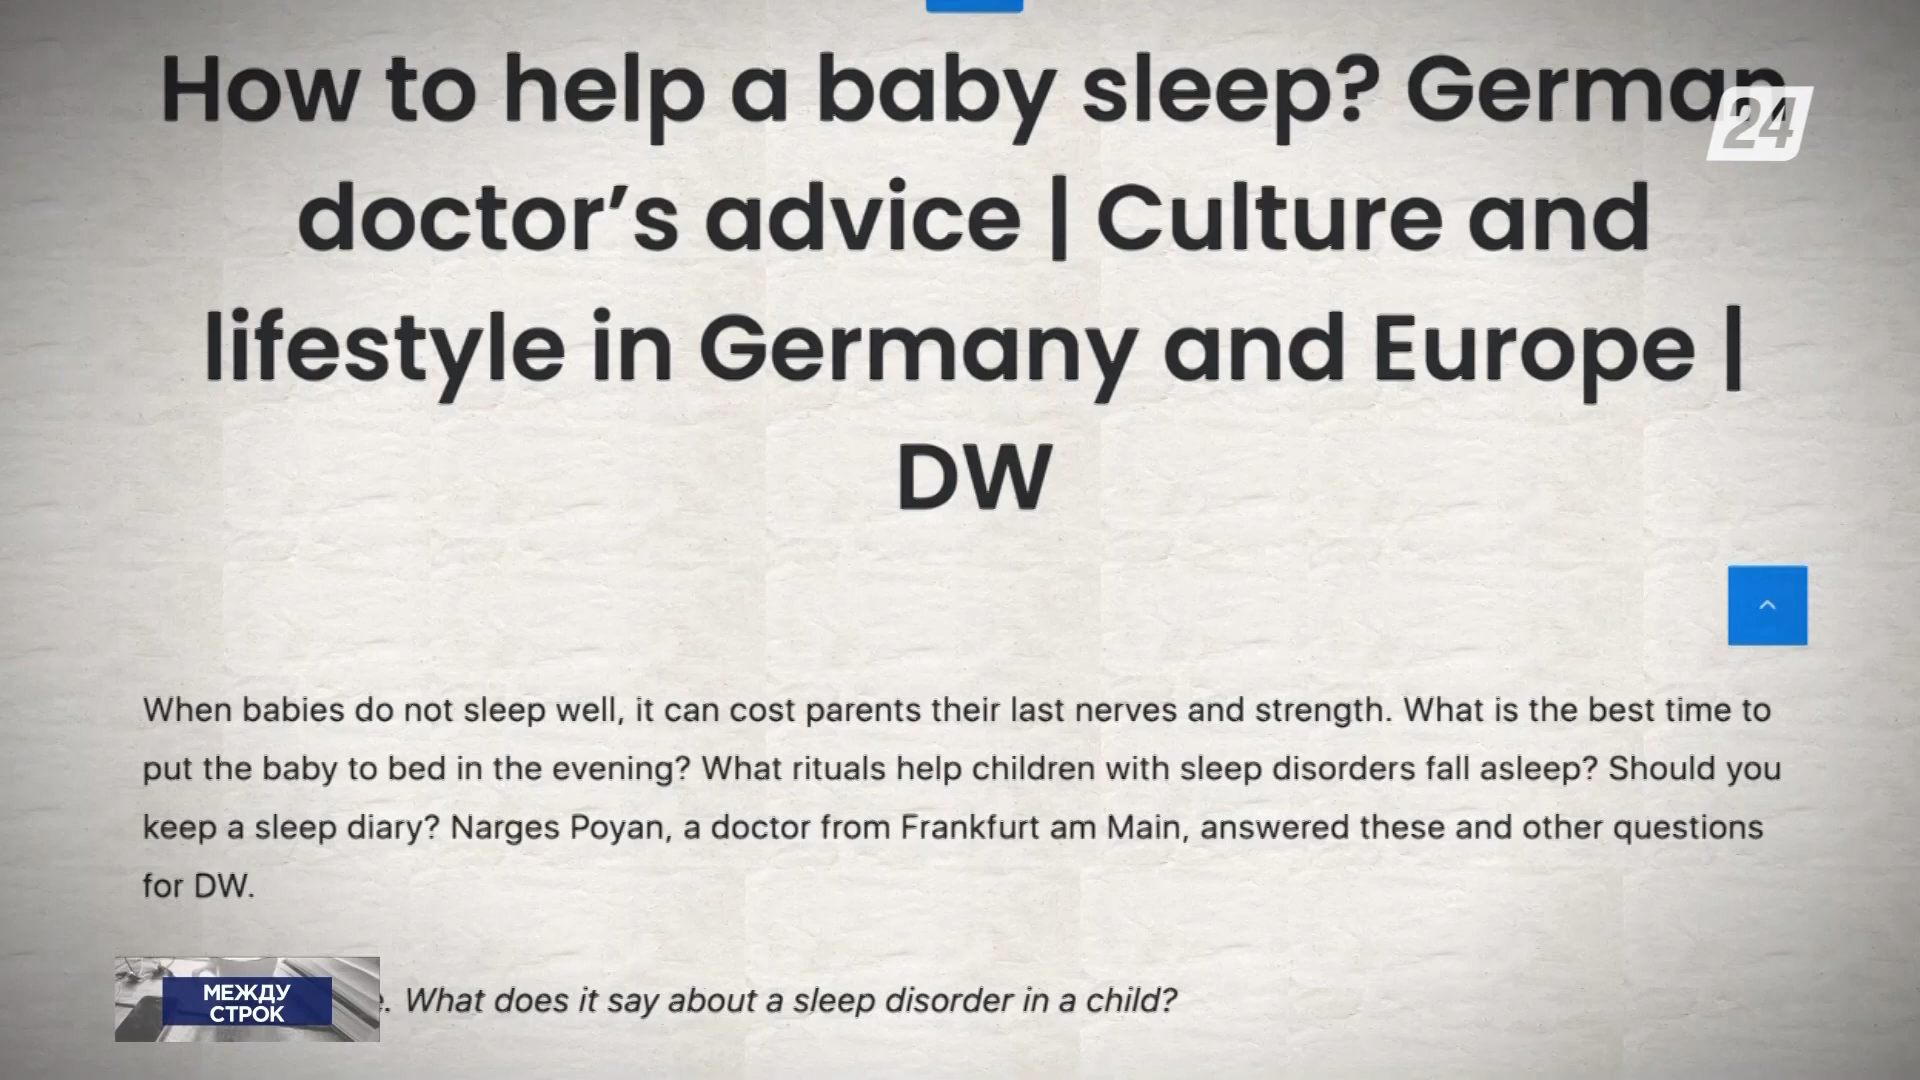 How to help a baby sleep? German
24
doctor’s advice | Culture and
lifestyle in Germany and Europe |
DW
When babies do not sleep well, it can cost parents their last nerves and strength. What is the best time to
put the baby to bed in the evening? What rituals help children with sleep disorders fall asleep? Should you
keep a sleep diary? Narges Poyan, a doctor from Frankfurt am Main, answered these and other questions
for DW.
What does it say about a sleep disorder in a child?
МЕЖДУ
СТРОК